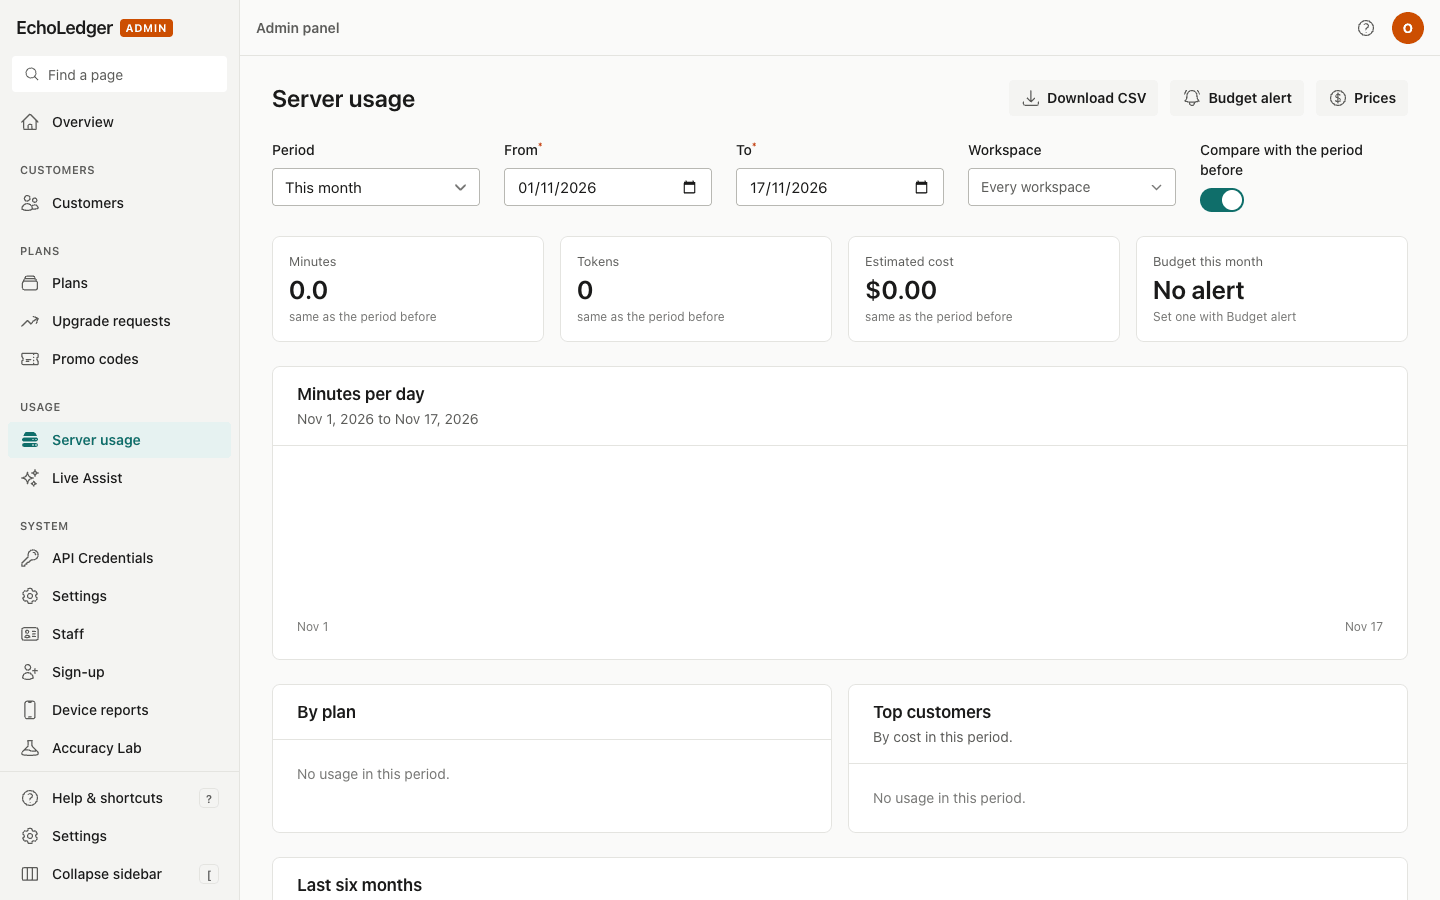 EchoLedger ADMIN
Find a page
Overview
CUSTOMERS
Customers
PLANS
Plans
Upgrade requests
Promo codes
USAGE
Server usage
Live Assist
SYSTEM
API Credentials
Settings
Staff
Sign-up
Device reports
Accuracy Lab
Help & shortcuts ?
Settings
Collapse sidebar [
Admin panel
O
Server usage
Download CSV
Budget alert
Prices
Period
This month
From*
01/11/2026
To*
17/11/2026
Workspace
Every workspace
Compare with the period
before
Minutes
0.0
same as the period before
Tokens
0
same as the period before
Estimated cost
$0.00
same as the period before
Budget this month
No alert
Set one with Budget alert
Minutes per day
Nov 1, 2026 to Nov 17, 2026
Nov 1
Nov 17
By plan
No usage in this period.
Top customers
By cost in this period.
No usage in this period.
Last six months